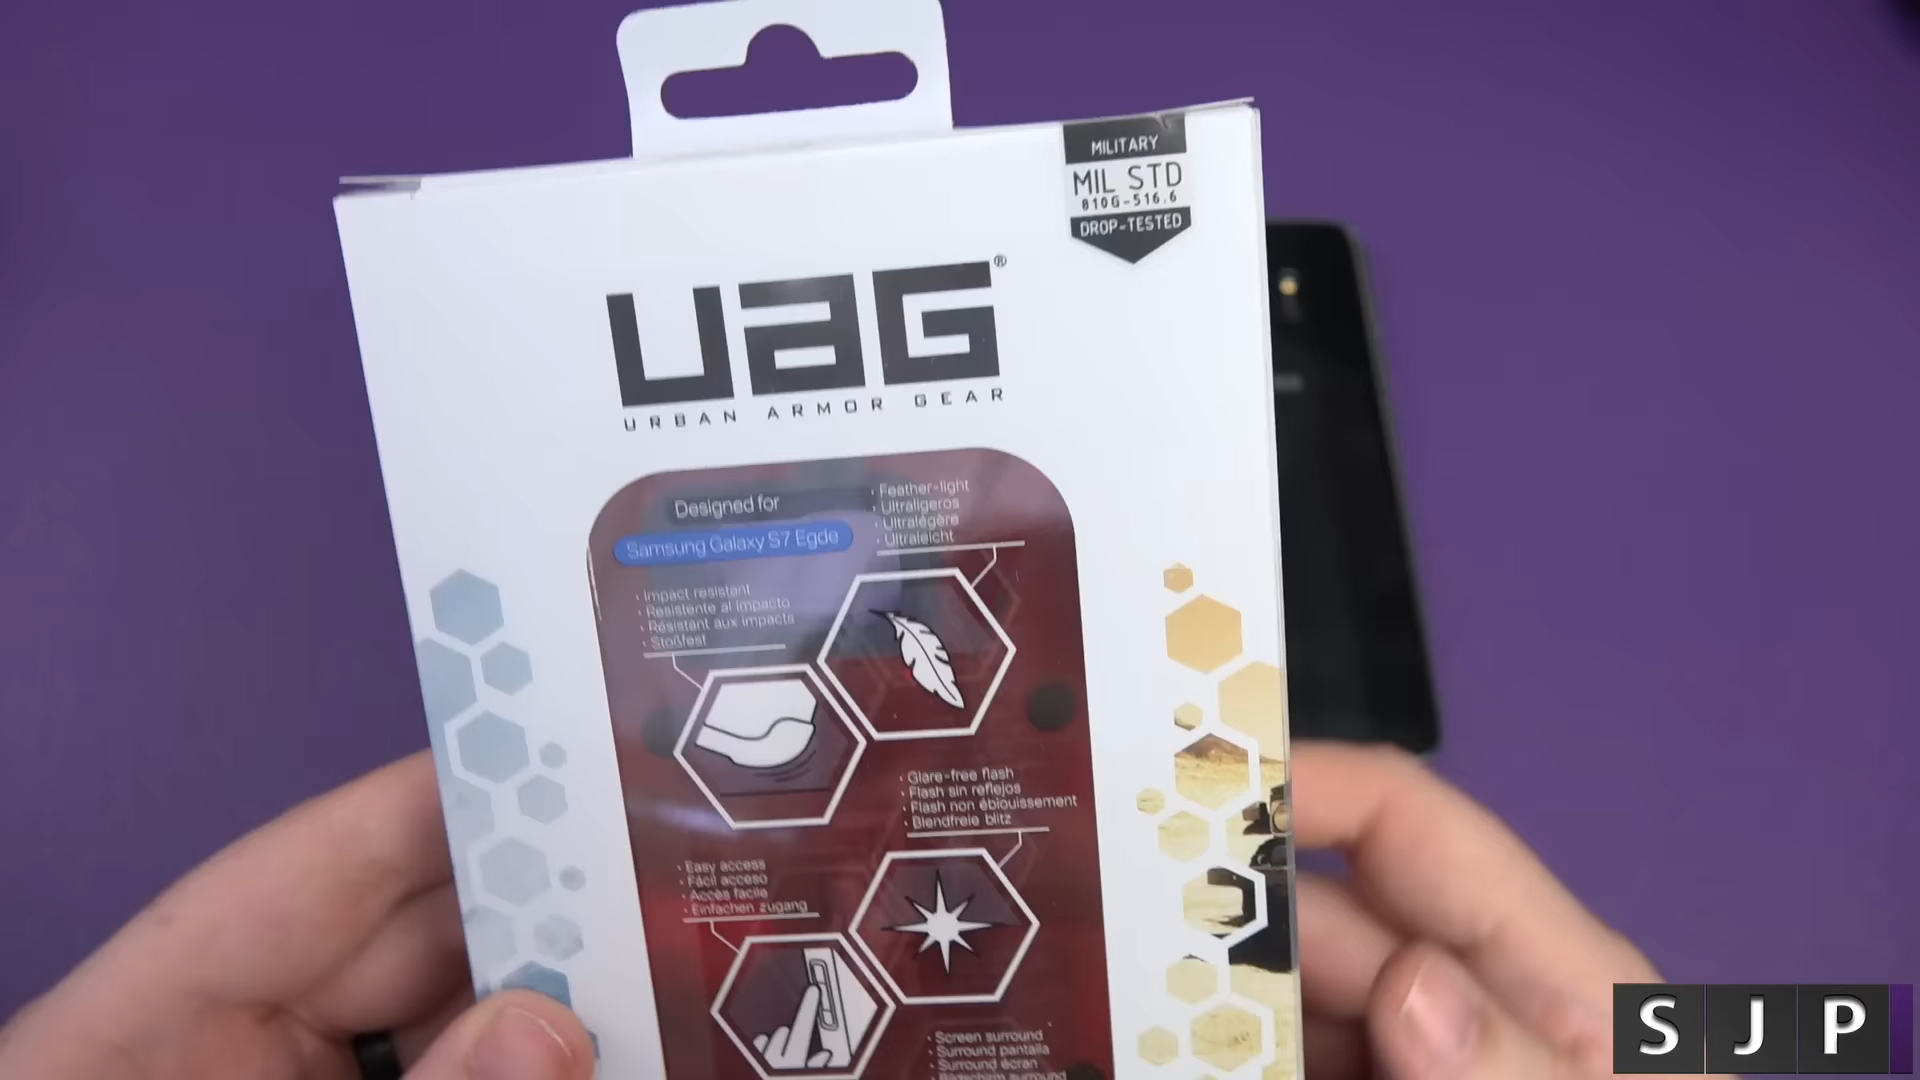 MILITARY
MIL STD
810G-516.6
DROP-TESTED
uaG®
URBAN ARMOR GEAR
Designed for
Samsung Galaxy S7 Egde
· Feather-light
· Ultraligeros
· Ultralégère
· Ultraleicht
· Impact resistant
· Resistente al impacto
· Résistant aux impacts
· Stoßfest
· Glare-free flash
· Flash sin reflejos
· Flash non éblouissement
· Blendfreie blitz
· Easy access
· Fácil acceso
· Accès facile
· Einfachen zugang
· Screen surround
· Surround pantalla
· Surround écran
· Bildschirm surround
SJP